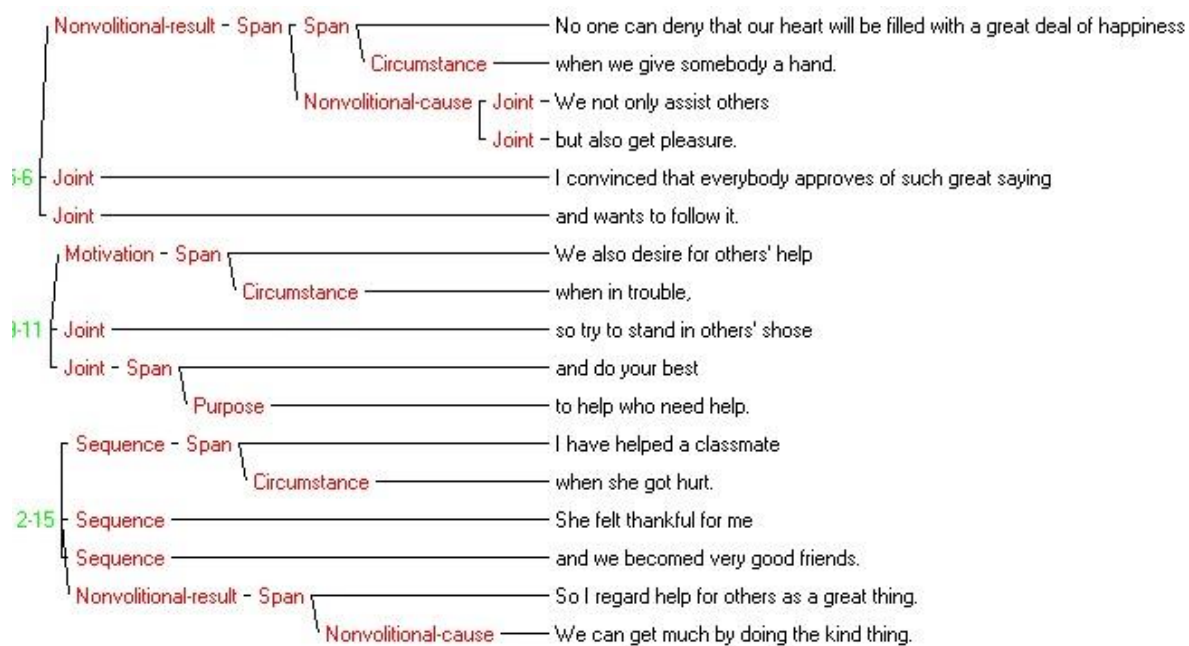 Nonvolitional-result - Span Span No one can deny that our heart will be filled with a great deal of happiness
Circumstance when we give somebody a hand.
Nonvolitional-cause Joint - We not only assist others
Joint - but also get pleasure.
5-6 Joint I convinced that everybody approves of such great saying
Joint and wants to follow it.
Motivation - Span We also desire for others' help
Circumstance when in trouble,
9-11 Joint so try to stand in others' shose
Joint - Span and do your best
Purpose to help who need help.
Sequence - Span I have helped a classmate
Circumstance when she got hurt.
2-15 Sequence She felt thankful for me
Sequence and we becomed very good friends.
Nonvolitional-result - Span So I regard help for others as a great thing.
Nonvolitional-cause We can get much by doing the kind thing.